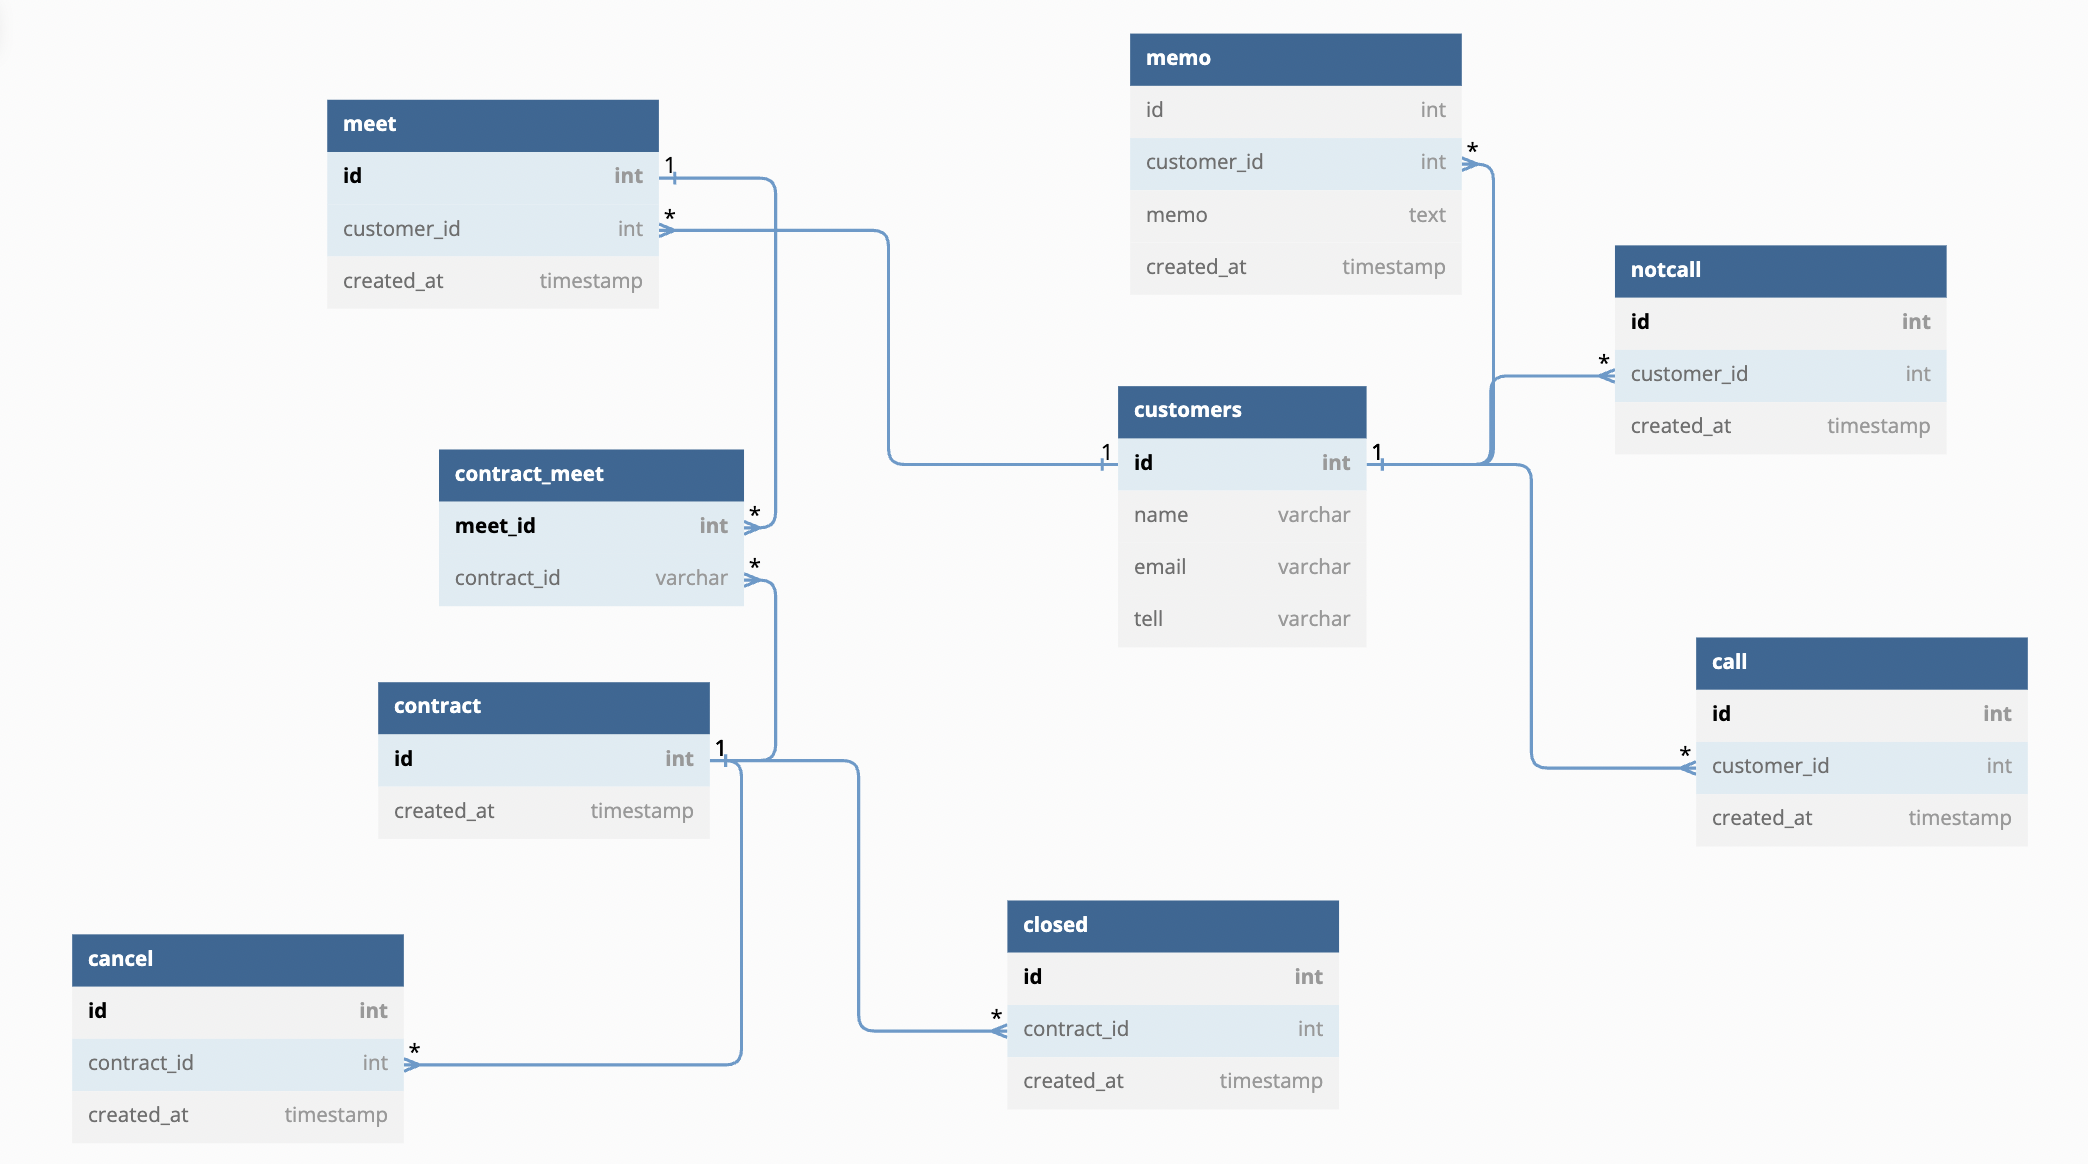 memo
id int
customer_id int
memo text
created_at timestamp
*
meet
id int
customer_id int
created_at timestamp
1
*
notcall
id int
customer_id int
created_at timestamp
*
customers
id int
name varchar
email varchar
tell varchar
1
1
contract_meet
meet_id int
contract_id varchar
*
*
call
id int
customer_id int
created_at timestamp
*
contract
id int
created_at timestamp
1
closed
id int
contract_id int
created_at timestamp
*
cancel
id int
contract_id int
created_at timestamp
*